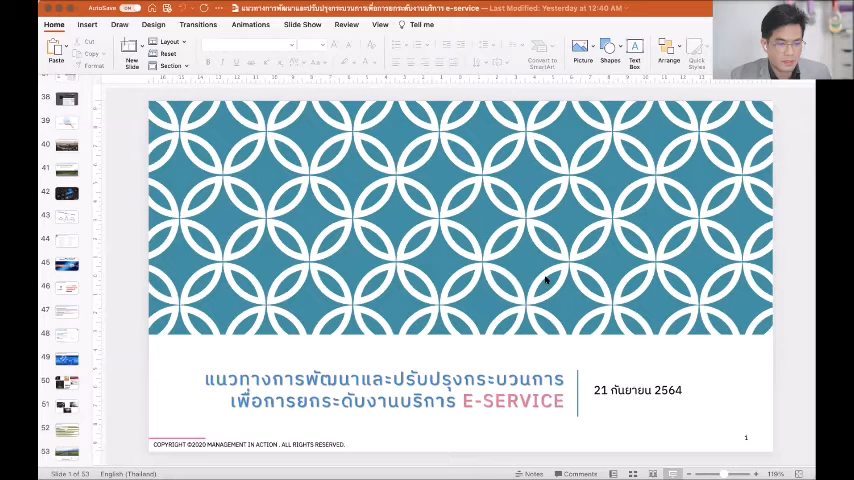 AutoSave ON
แนวทางการพัฒนาและปรับปรุงกระบวนการเพื่อการยกระดับงานบริการ e-service — Last Modified: Yesterday at 12:40 AM
Home Insert Draw Design Transitions Animations Slide Show Review View Tell me
Paste Cut Copy Format
New Slide Layout Reset Section
Convert to SmartArt
Picture Shapes Text Box Arrange Quick Styles
38
39
40
41
42
43
44
45
46
47
48
49
50
51
52
53
แนวทางการพัฒนาและปรับปรุงกระบวนการ
เพื่อการยกระดับงานบริการ E-SERVICE
21 กันยายน 2564
COPYRIGHT ©2020 MANAGEMENT IN ACTION . ALL RIGHTS RESERVED.
1
Slide 1 of 53 English (Thailand) Notes Comments 119%